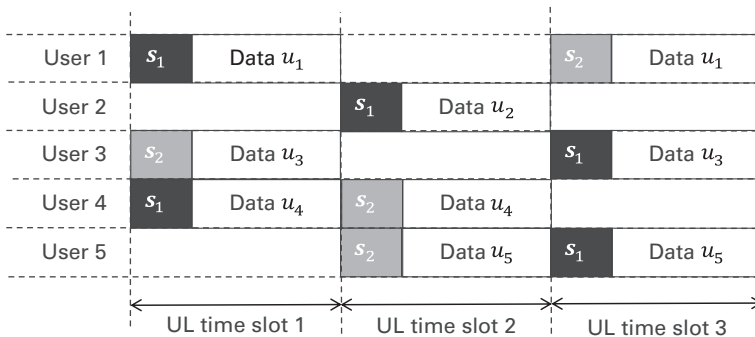 User 1 s₁ Data u₁ s₂ Data u₁
User 2 s₁ Data u₂
User 3 s₂ Data u₃ s₁ Data u₃
User 4 s₁ Data u₄ s₂ Data u₄
User 5 s₂ Data u₅ s₁ Data u₅
UL time slot 1 UL time slot 2 UL time slot 3